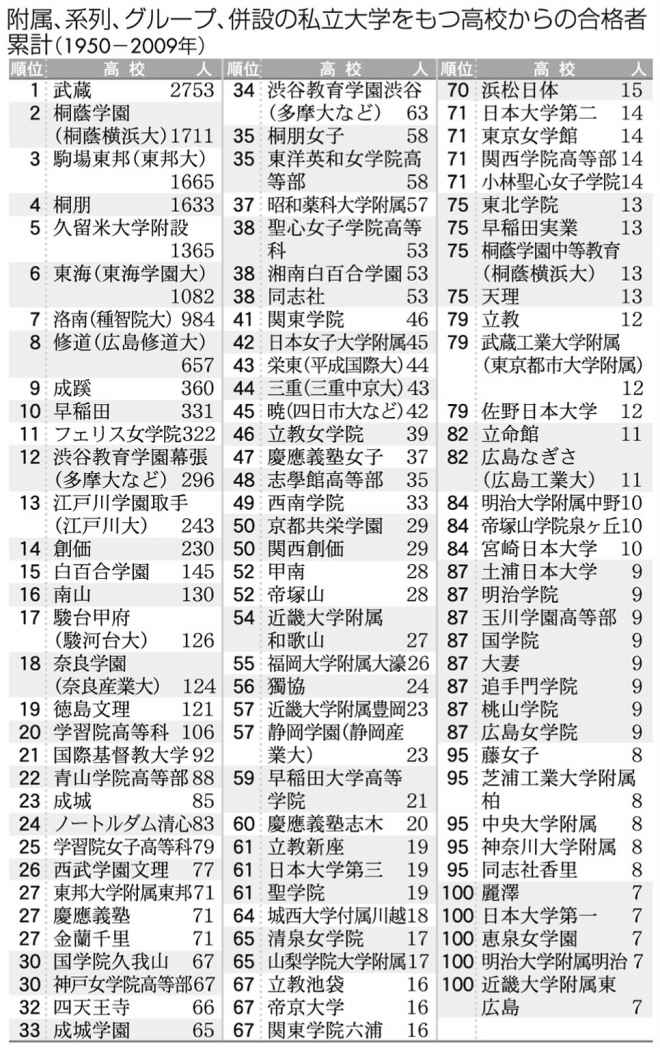 附属、系列、グループ、併設の私立大学をもつ高校からの合格者
累計(1950－2009年)
順位 高 校 人
1 武蔵 2753
2 桐蔭学園
(桐蔭横浜大)1711
3 駒場東邦(東邦大)
1665
4 桐朋 1633
5 久留米大学附設
1365
6 東海(東海学園大)
1082
7 洛南(種智院大) 984
8 修道(広島修道大)
657
9 成蹊 360
10 早稲田 331
11 フェリス女学院322
12 渋谷教育学園幕張
(多摩大など) 296
13 江戸川学園取手
(江戸川大) 243
14 創価 230
15 白百合学園 145
16 南山 130
17 駿台甲府
(駿河台大) 126
18 奈良学園
(奈良産業大) 124
19 徳島文理 121
20 学習院高等科 106
21 国際基督教大学92
22 青山学院高等部88
23 成城 85
24 ノートルダム清心83
25 学習院女子高等科79
26 西武学園文理 77
27 東邦大学附属東邦71
27 慶應義塾 71
27 金蘭千里 71
30 国学院久我山 67
30 神戸女学院高等部67
32 四天王寺 66
33 成城学園 65
順位 高 校 人
34 渋谷教育学園渋谷
(多摩大など) 63
35 桐朋女子 58
35 東洋英和女学院高
等部 58
37 昭和薬科大学附属57
38 聖心女子学院高等
科 53
38 湘南白百合学園 53
38 同志社 53
41 関東学院 46
42 日本女子大学附属45
43 栄東(平成国際大)44
44 三重(三重中京大)43
45 暁(四日市大など)42
46 立教女学院 39
47 慶應義塾女子 37
48 志學館高等部 35
49 西南学院 33
50 京都共栄学園 29
50 関西創価 29
52 甲南 28
52 帝塚山 28
54 近畿大学附属
和歌山 27
55 福岡大学附属大濠26
56 獨協 24
57 近畿大学附属豊岡23
57 静岡学園(静岡産
業大) 23
59 早稲田大学高等
学院 21
60 慶應義塾志木 20
61 立教新座 19
61 日本大学第三 19
61 聖学院 19
64 城西大学付属川越18
65 清泉女学院 17
65 山梨学院大学附属17
67 立教池袋 16
67 帝京大学 16
67 関東学院六浦 16
順位 高 校 人
70 浜松日体 15
71 日本大学第二 14
71 東京女学館 14
71 関西学院高等部14
71 小林聖心女子学院14
75 東北学院 13
75 早稲田実業 13
75 桐蔭学園中等教育
(桐蔭横浜大) 13
75 天理 13
79 立教 12
79 武蔵工業大学附属
(東京都市大学附属)
12
79 佐野日本大学 12
82 立命館 11
82 広島なぎさ
(広島工業大) 11
84 明治大学附属中野10
84 帝塚山学院泉ヶ丘10
84 宮崎日本大学 10
87 土浦日本大学 9
87 明治学院 9
87 玉川学園高等部 9
87 国学院 9
87 大妻 9
87 追手門学院 9
87 桃山学院 9
87 広島女学院 9
95 藤女子 8
95 芝浦工業大学附属
柏 8
95 中央大学附属 8
95 神奈川大学附属 8
95 同志社香里 8
100 麗澤 7
100 日本大学第一 7
100 恵泉女学園 7
100 明治大学附属明治 7
100 近畿大学附属東
広島 7